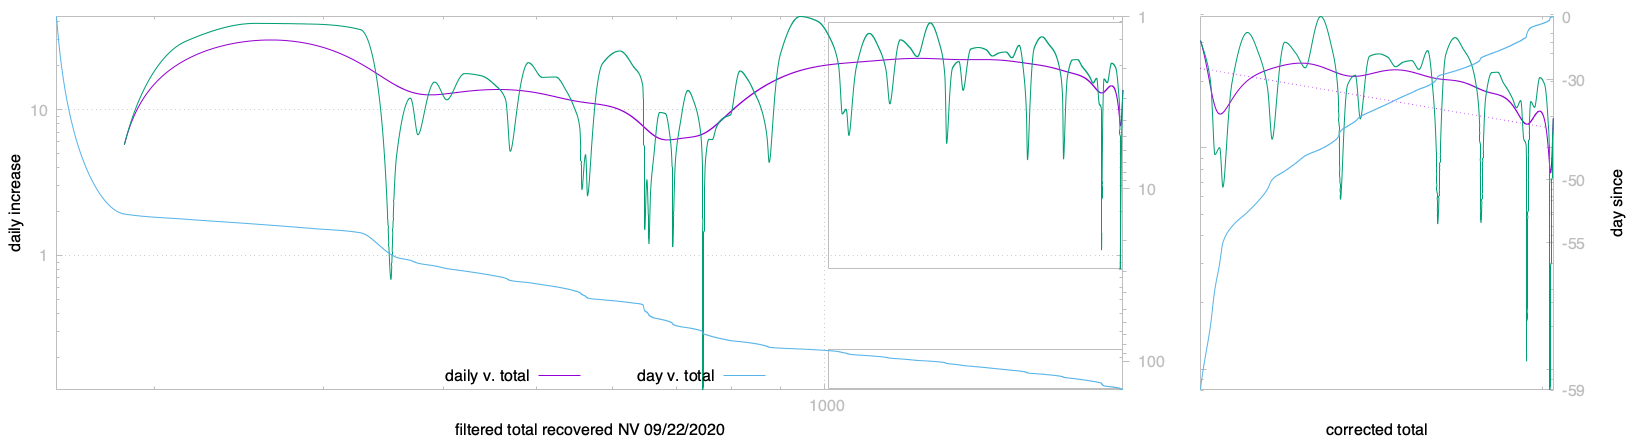 1
0
-30
10
10
daily increase
-50
day since
-55
1
100
daily v. total
day v. total
-59
1000
filtered total recovered NV 09/22/2020
corrected total